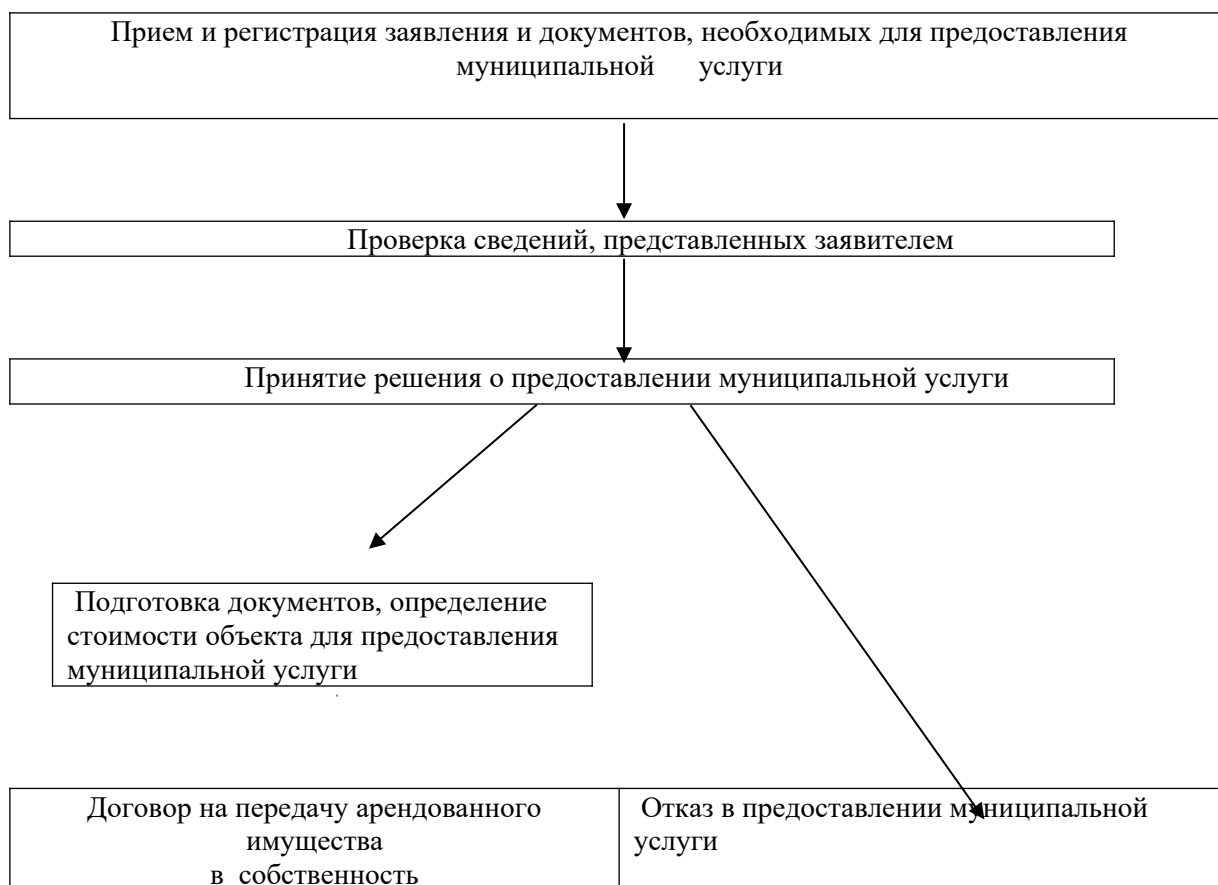 Прием и регистрация заявления и документов, необходимых для предоставления
муниципальной услуги
Проверка сведений, представленных заявителем
Принятие решения о предоставлении муниципальной услуги
Подготовка документов, определение
стоимости объекта для предоставления
муниципальной услуги
Договор на передачу арендованного
имущества
в собственность
Отказ в предоставлении муниципальной
услуги